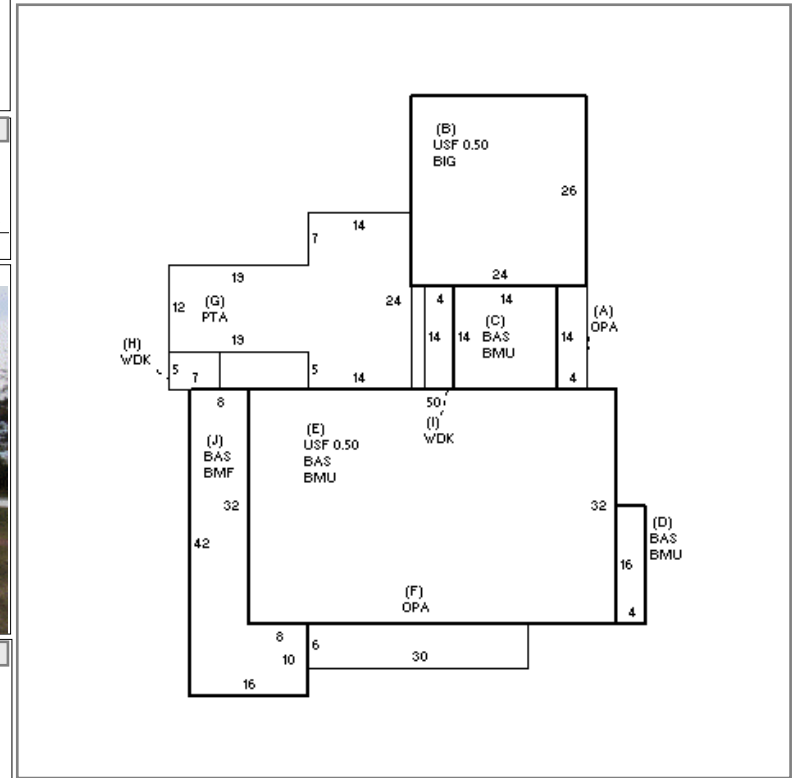 (B)
USF 0.50
BIG
26
24
14
7
19
12
(G)
PTA
24
4
14
(A)
OPA
14
14
(C)
BAS
BMU
14
4
(H)
WDK
19
5
7
5
14
8
50
(I)
WDK
(J)
BAS
BMF
(E)
USF 0.50
BAS
BMU
32
32
42
(D)
BAS
BMU
16
4
(F)
OPA
8
6
10
30
16